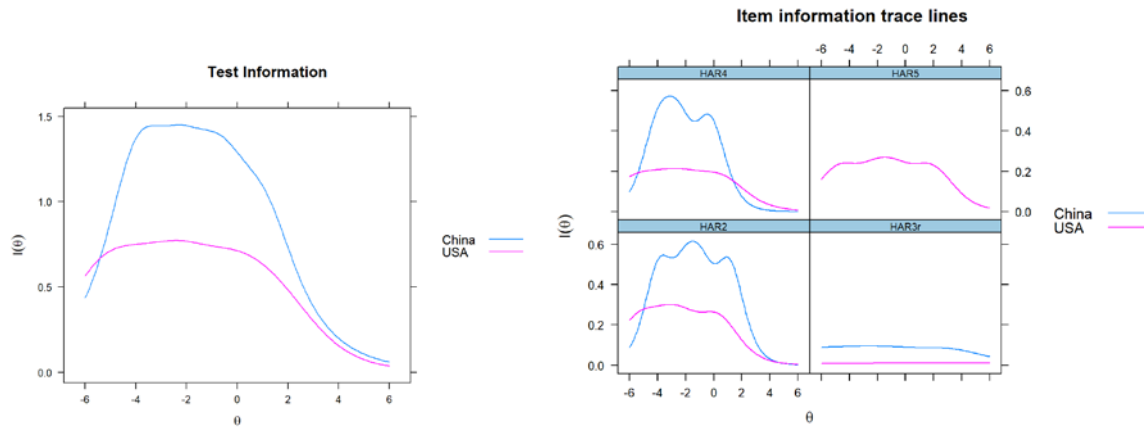 Test Information
1.5
1.0
0.5
0.0
I(θ)
-6 -4 -2 0 2 4 6
θ
China
USA
Item information trace lines
-6 -4 -2 0 2 4 6
HAR4 HAR5
0.6
0.4
0.2
0.0
HAR2 HAR3r
0.6
0.4
0.2
0.0
I(θ)
-6 -4 -2 0 2 4 6
θ
China
USA